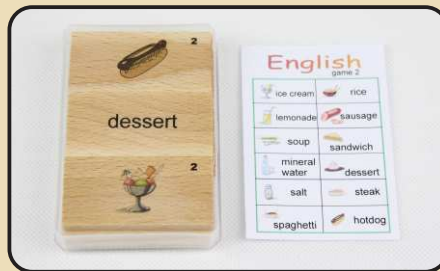 2
dessert
2
English
game 2
ice cream
rice
lemonade
sausage
soup
sandwich
mineral
water
dessert
salt
steak
spaghetti
hotdog